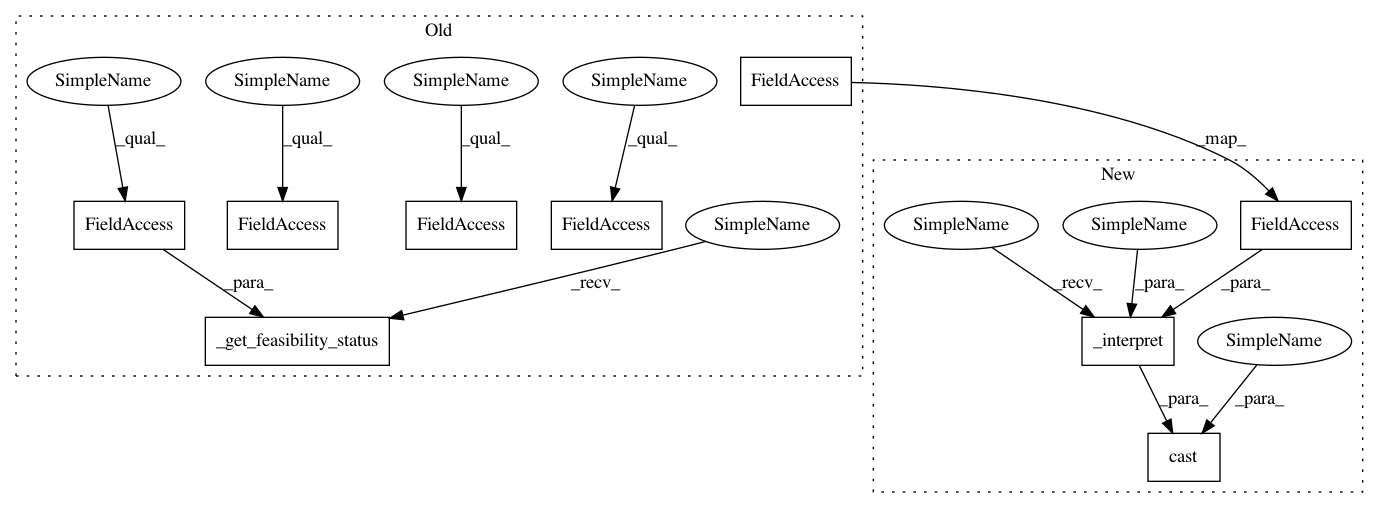 Old
SimpleName
SimpleName
SimpleName
SimpleName
FieldAccess
_qual_
_qual_
_qual_
_qual_
_map_
New
FieldAccess
FieldAccess
FieldAccess
FieldAccess
SimpleName
SimpleName
SimpleName
FieldAccess
_para_
_recv_
_recv_
_para_
_para_
_get_feasibility_status
_interpret
SimpleName
_para_
_para_
cast